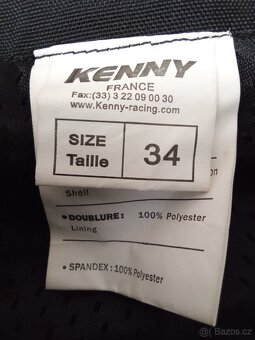 KENNY
FRANCE
Fax:(33) 3 22 09 00 30
www.Kenny-racing.com
SIZE
Taille
34
Shell
•DOUBLURE: 100% Polyester
Lining
•SPANDEX: 100% Polyester
Bazoš.cz